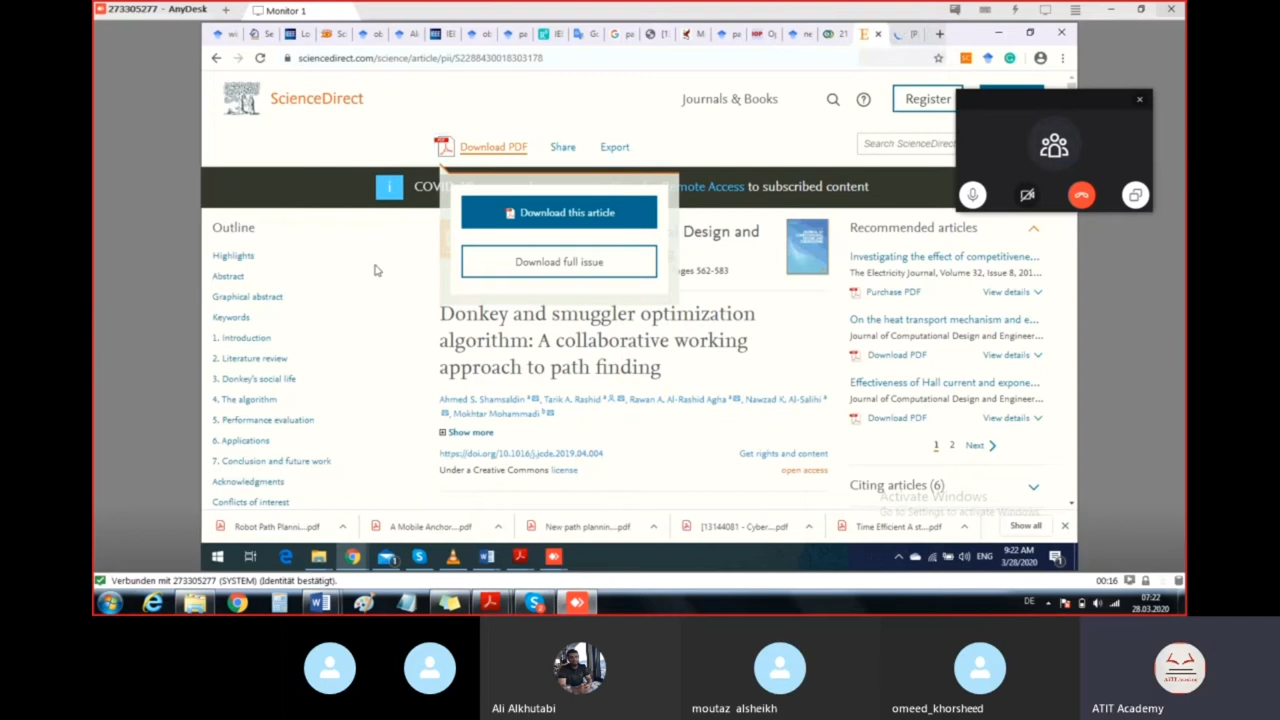 273305277 - AnyDesk
Monitor 1
sciencedirect.com/science/article/pii/S2288430018303178
ScienceDirect
Journals & Books
Register
Download PDF
Share
Export
Search ScienceDirect
COV
emote Access to subscribed content
Download this article
Download full issue
Outline
Highlights
Abstract
Graphical abstract
Keywords
1. Introduction
2. Literature review
3. Donkey's social life
4. The algorithm
5. Performance evaluation
6. Applications
7. Conclusion and future work
Acknowledgments
Conflicts of interest
Design and
ges 562-583
Donkey and smuggler optimization
algorithm: A collaborative working
approach to path finding
Ahmed S. Shamsaldin a, Tarik A. Rashid a, Rawan A. Al-Rashid Agha a, Nawzad K. Al-Salihi a
, Mokhtar Mohammadi b
Show more
https://doi.org/10.1016/j.jcde.2019.04.004
Get rights and content
Under a Creative Commons license
open access
Recommended articles
Investigating the effect of competitivene...
The Electricity Journal, Volume 32, Issue 8, 201...
Purchase PDF
View details
On the heat transport mechanism and e...
Journal of Computational Design and Engineer...
Download PDF
View details
Effectiveness of Hall current and expone...
Journal of Computational Design and Engineer...
Download PDF
View details
1 2 Next
Citing articles (6)
Activate Windows
Go to Settings to activate Windows.
Robot Path Planni....pdf
A Mobile Anchor....pdf
New path plannin....pdf
[13144081 - Cyber....pdf
Time Efficient A st....pdf
Show all
ENG
9:22 AM
3/28/2020
Verbunden mit 273305277 (SYSTEM) (Identität bestätigt).
00:16
DE
07:22
28.03.2020
Ali Alkhutabi
moutaz_alsheikh
omeed_khorsheed
ATIT Academy